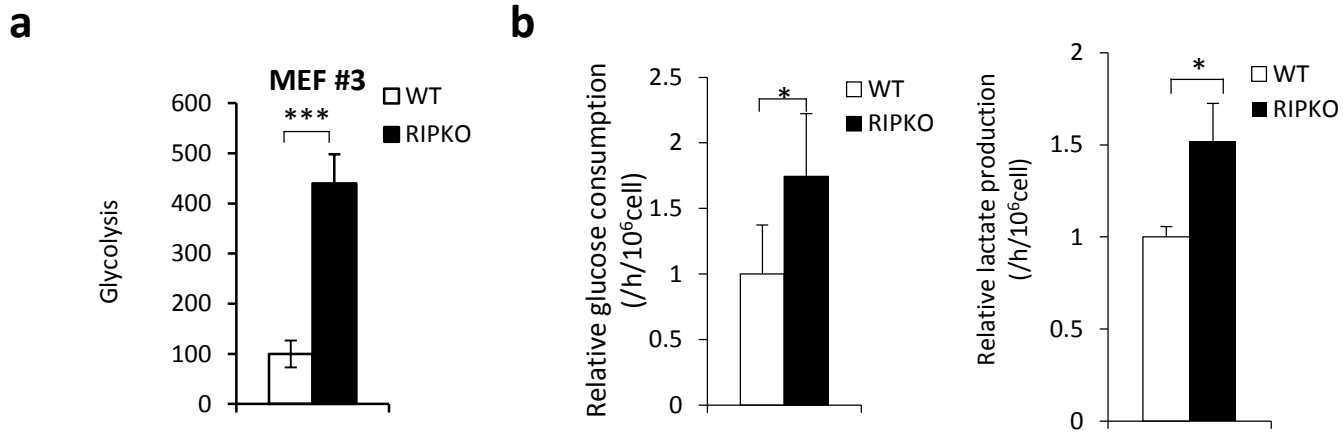 a
MEF #3
***
WT
RIPKO
Glycolysis
600
500
400
300
200
100
0
b
Relative glucose consumption
(/h/10⁶cell)
2.5
2
1.5
1
0.5
0
*
WT
RIPKO
Relative lactate production
(/h/10⁶cell)
2
1.5
1
0.5
0
*
WT
RIPKO